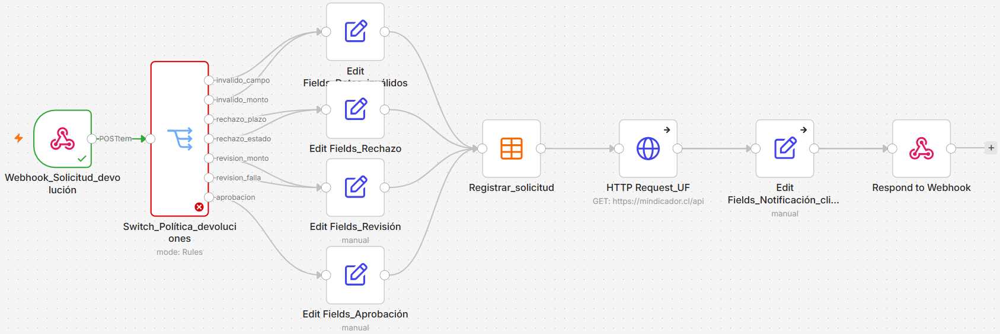 POST
1 item
Webhook_Solicitud_devo
lución
invalido_campo
invalido_monto
rechazo_plazo
rechazo_estado
revision_monto
revision_falla
aprobacion
Switch_Política_devoluci
ones
mode: Rules
Edit
Fields_Datos_inválidos
Edit Fields_Rechazo
Edit Fields_Revisión
manual
Edit Fields_Aprobación
manual
Registrar_solicitud
HTTP Request_UF
GET: https://mindicador.cl/api
Edit
Fields_Notificación_cli...
manual
Respond to Webhook